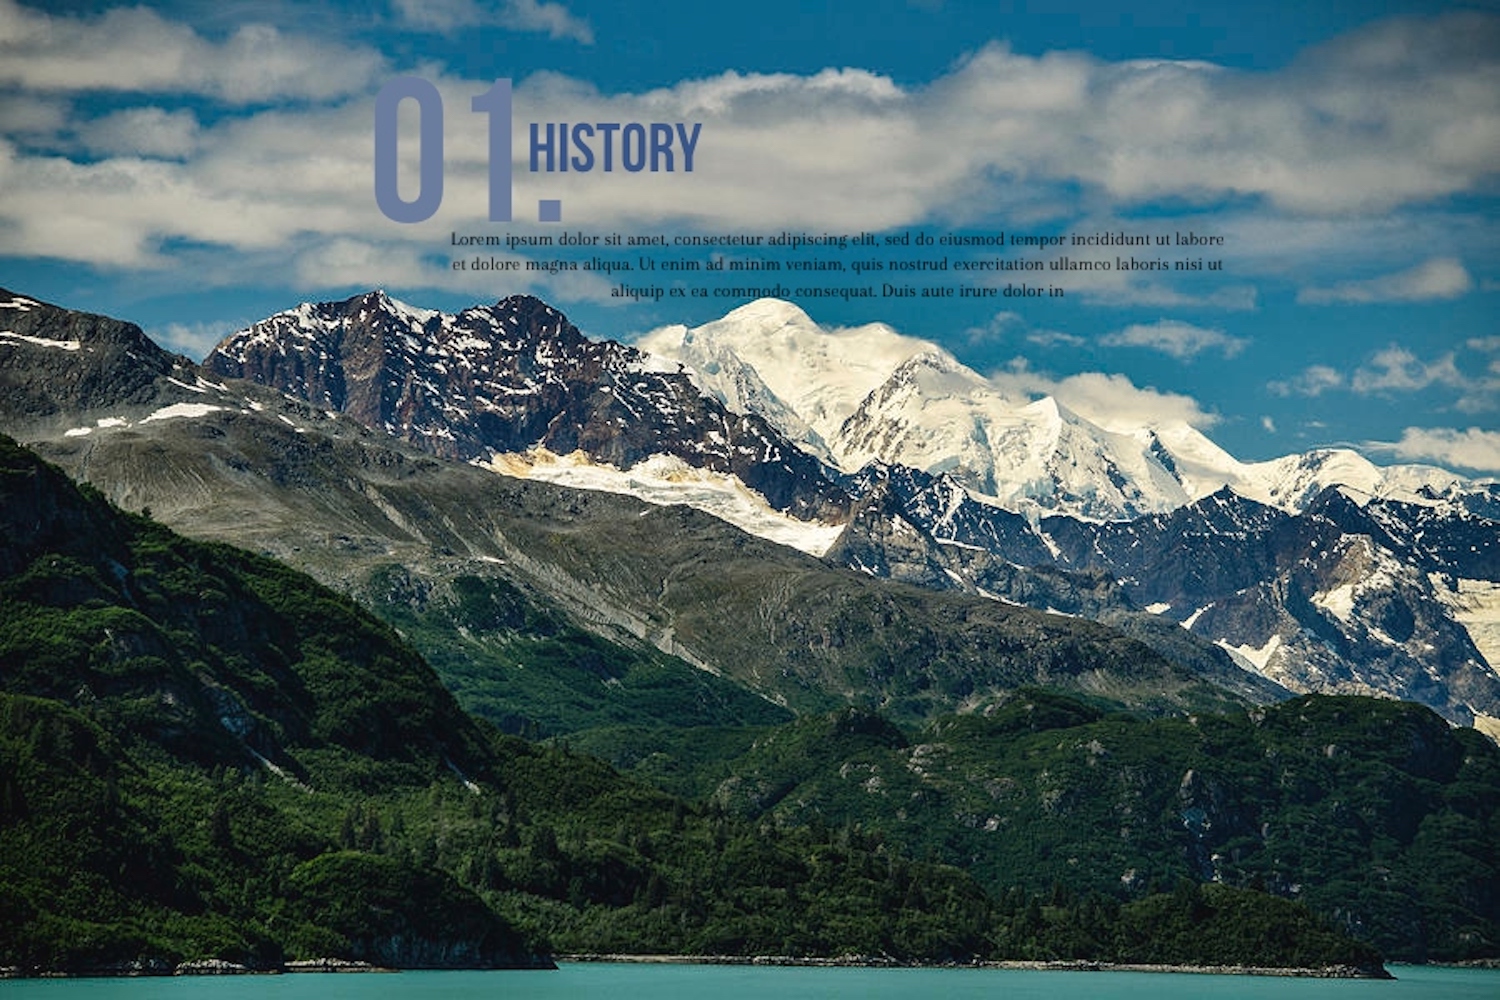 01. HISTORY
Lorem ipsum dolor sit amet, consectetur adipiscing elit, sed do eiusmod tempor incididunt ut labore
et dolore magna aliqua. Ut enim ad minim veniam, quis nostrud exercitation ullamco laboris nisi ut
aliquip ex ea commodo consequat. Duis aute irure dolor in